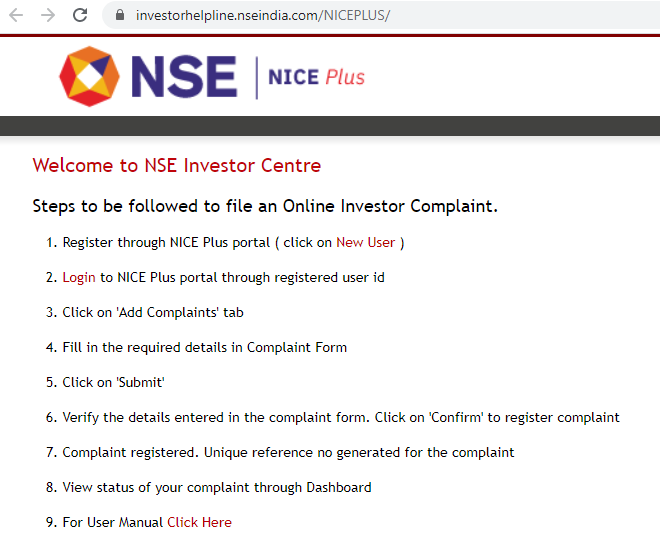 investorhelpline.nseindia.com/NICEPLUS/
NSE | NICE Plus
Welcome to NSE Investor Centre
Steps to be followed to file an Online Investor Complaint.
1. Register through NICE Plus portal ( click on New User )
2. Login to NICE Plus portal through registered user id
3. Click on 'Add Complaints' tab
4. Fill in the required details in Complaint Form
5. Click on 'Submit'
6. Verify the details entered in the complaint form. Click on 'Confirm' to register complaint
7. Complaint registered. Unique reference no generated for the complaint
8. View status of your complaint through Dashboard
9. For User Manual Click Here